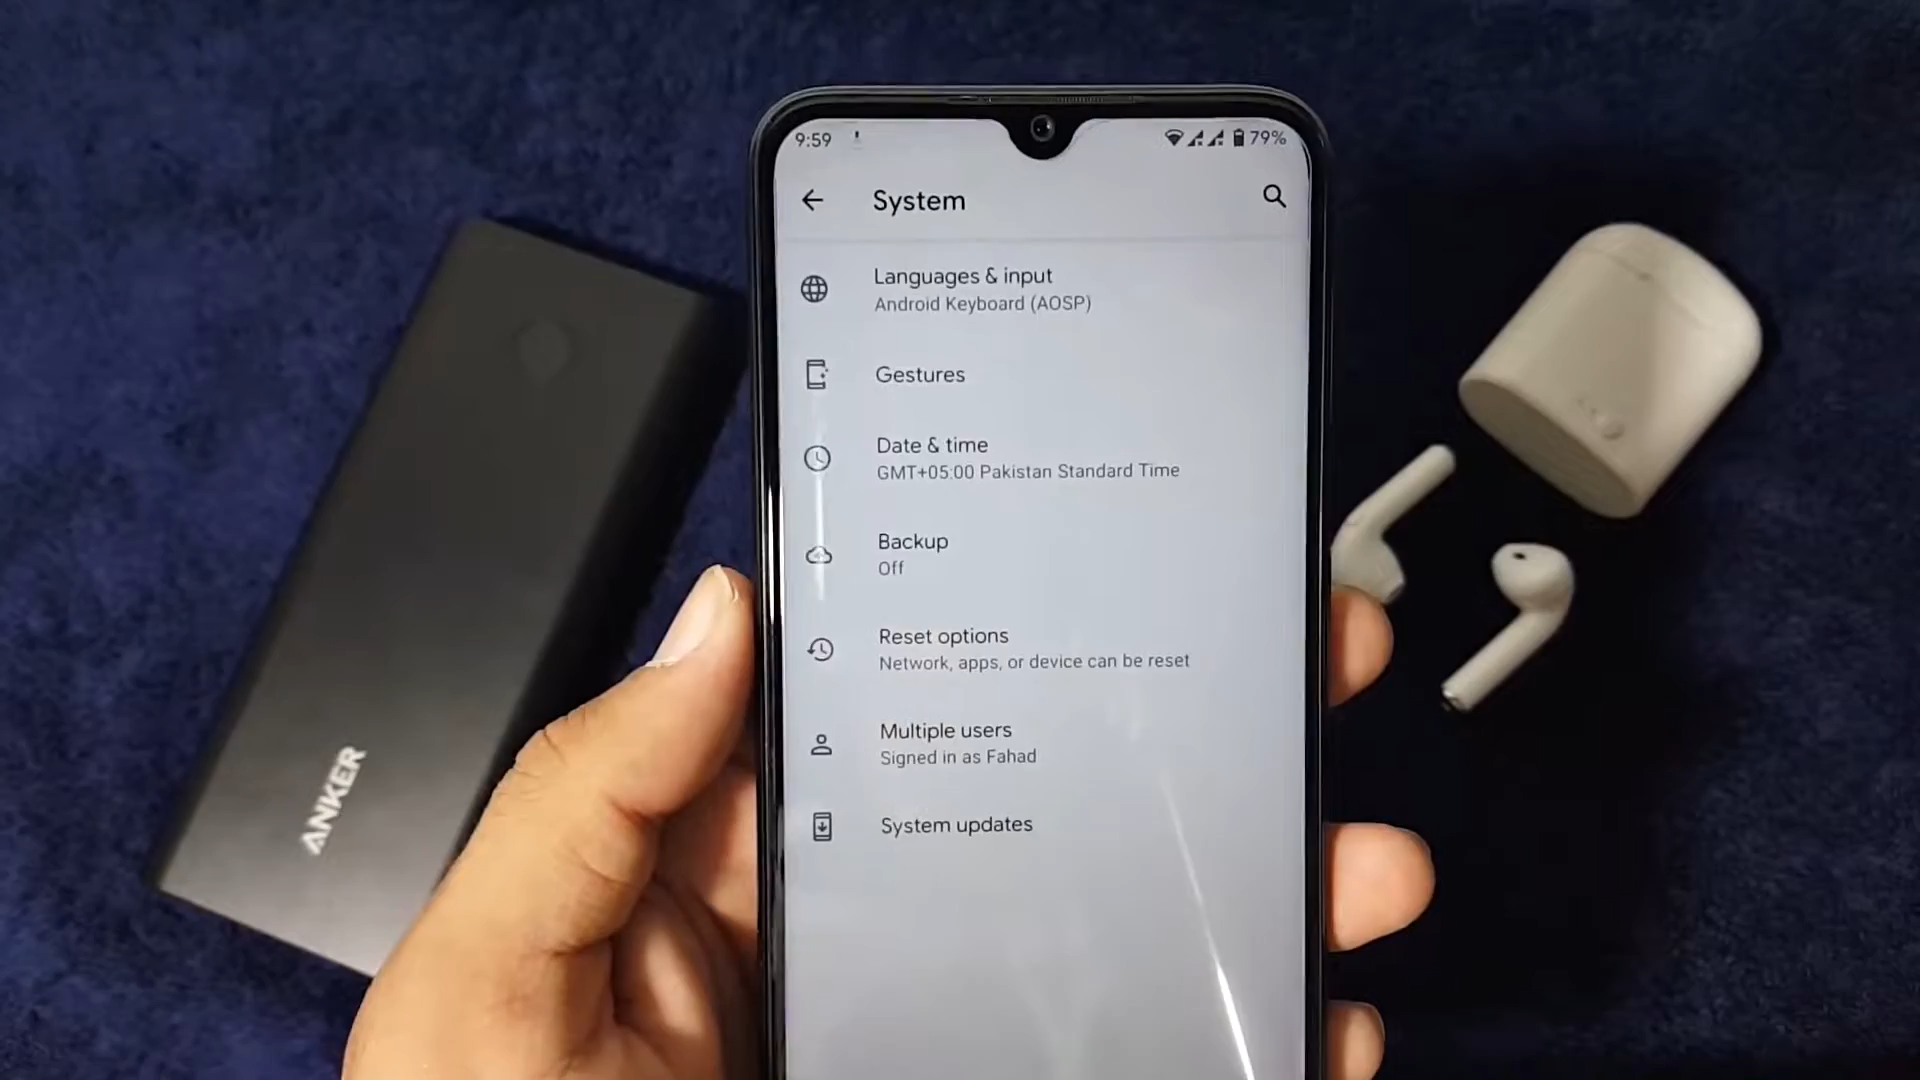 9:59
79%
System
Languages & input
Android Keyboard (AOSP)
Gestures
Date & time
GMT+05:00 Pakistan Standard Time
Backup
Off
Reset options
Network, apps, or device can be reset
Multiple users
Signed in as Fahad
System updates
ANKER